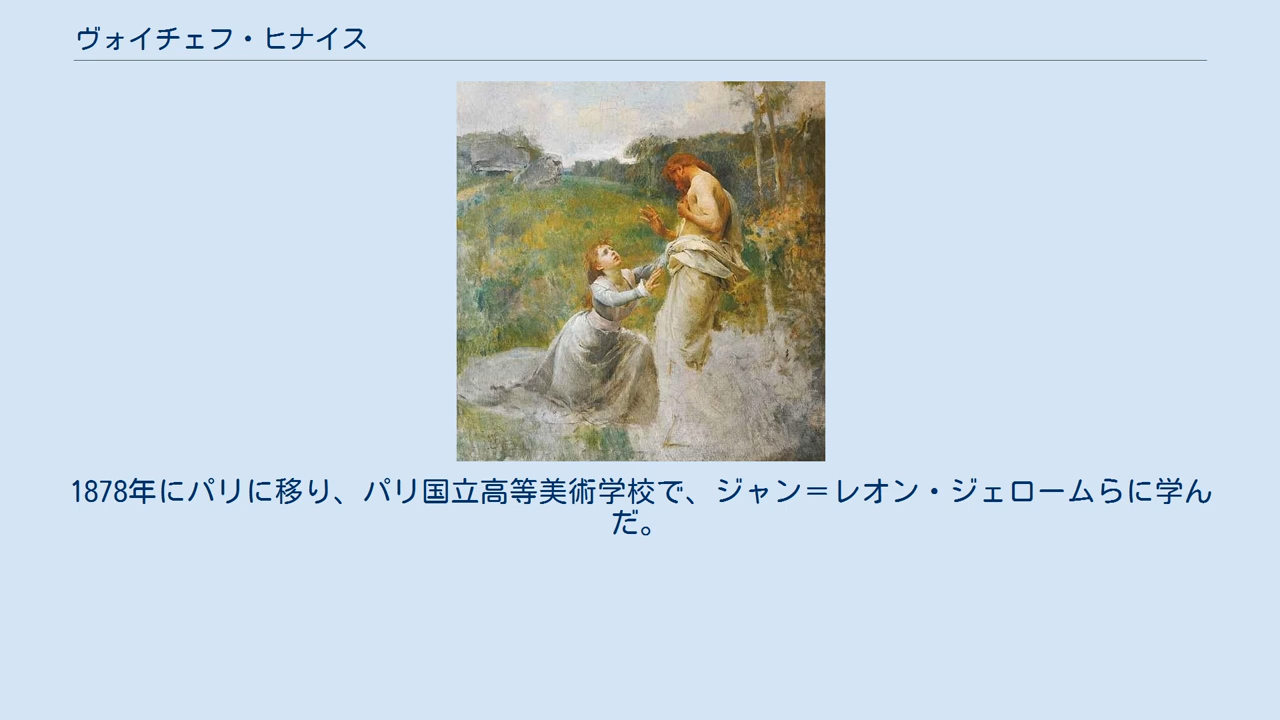 ヴォイチェフ・ヒナイス
1878年にパリに移り、パリ国立高等美術学校で、ジャン＝レオン・ジェロームらに学ん
だ。